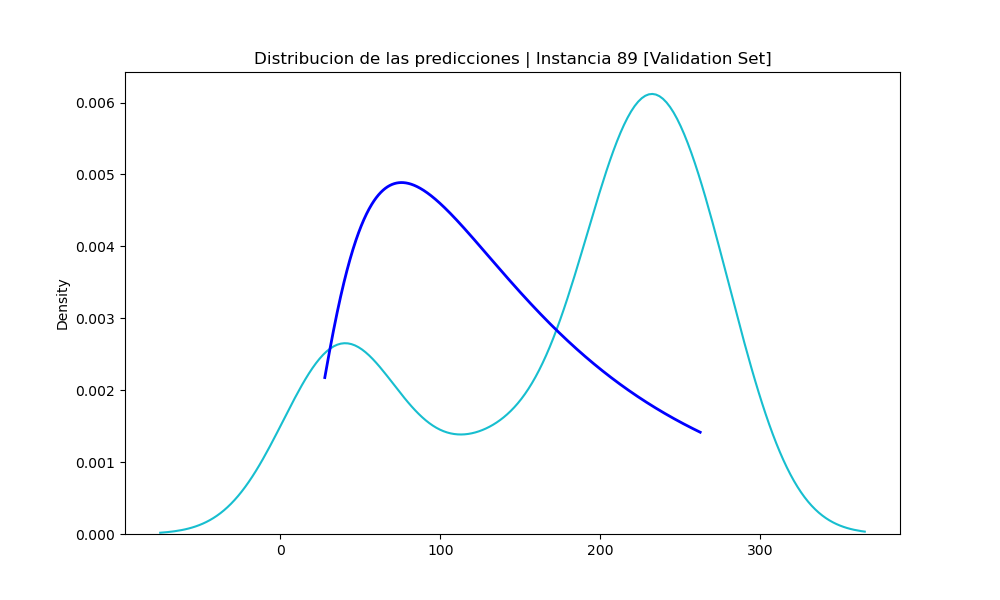 Distribucion de las predicciones | Instancia 89 [Validation Set]
0.006
0.005
0.004
0.003
0.002
0.001
0.000
Density
0 100 200 300